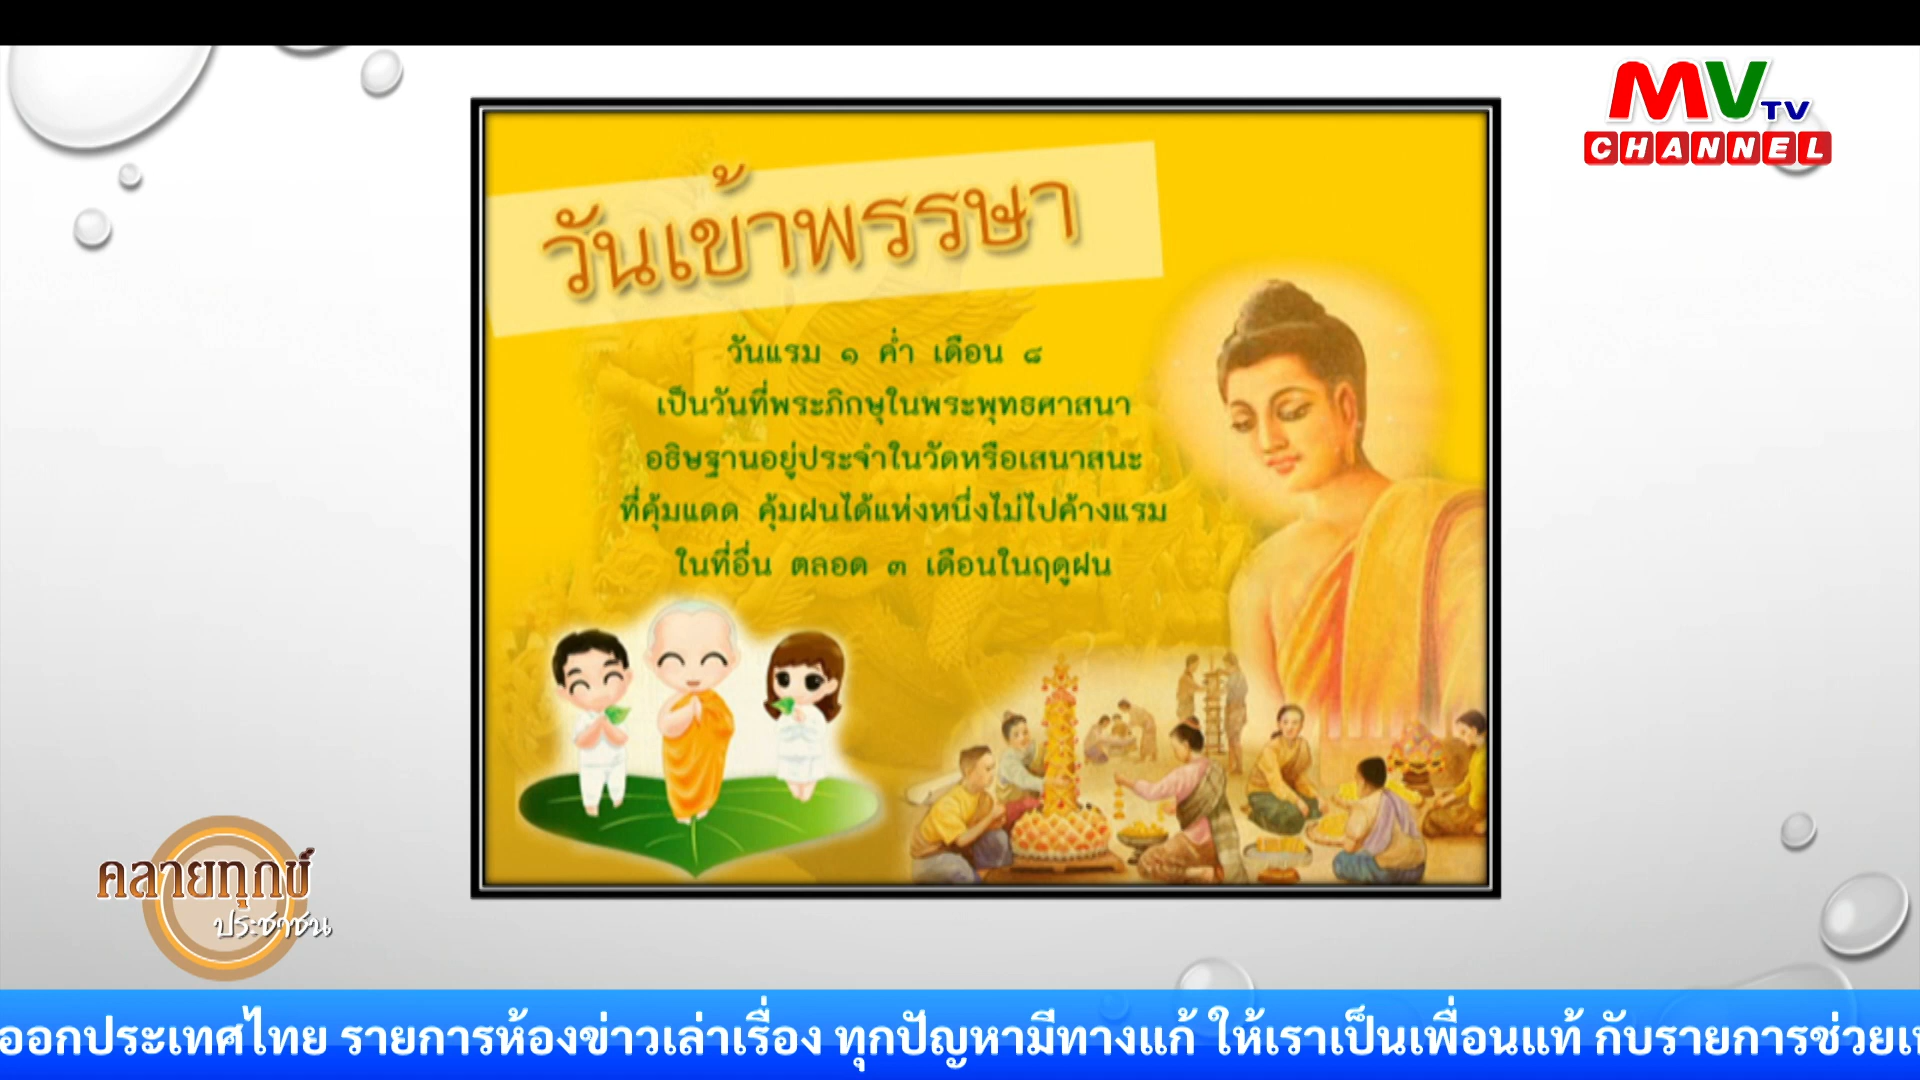 MV TV
CHANNEL
วันเข้าพรรษา
วันแรม ๑ ค่ำ เดือน ๘
เป็นวันที่พระภิกษุในพระพุทธศาสนา
อธิษฐานอยู่ประจำในวัดหรือเสนาสนะ
ที่คุ้มแดด คุ้มฝนได้แห่งหนึ่งไม่ไปค้างแรม
ในที่อื่น ตลอด ๓ เดือนในฤดูฝน
คลายทุกข์
ประชาชน
ออกประเทศไทย รายการห้องข่าวเล่าเรื่อง ทุกปัญหามีทางแก้ ให้เราเป็นเพื่อนแท้ กับรายการช่วยเ